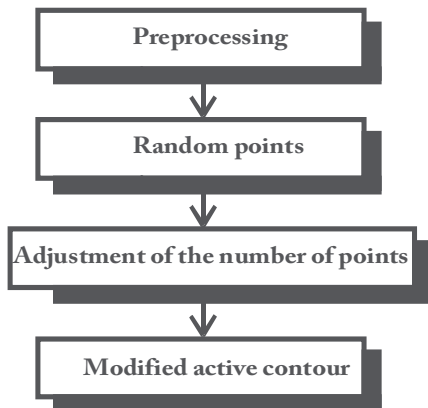 Preprocessing
Random points
Adjustment of the number of points
Modified active contour